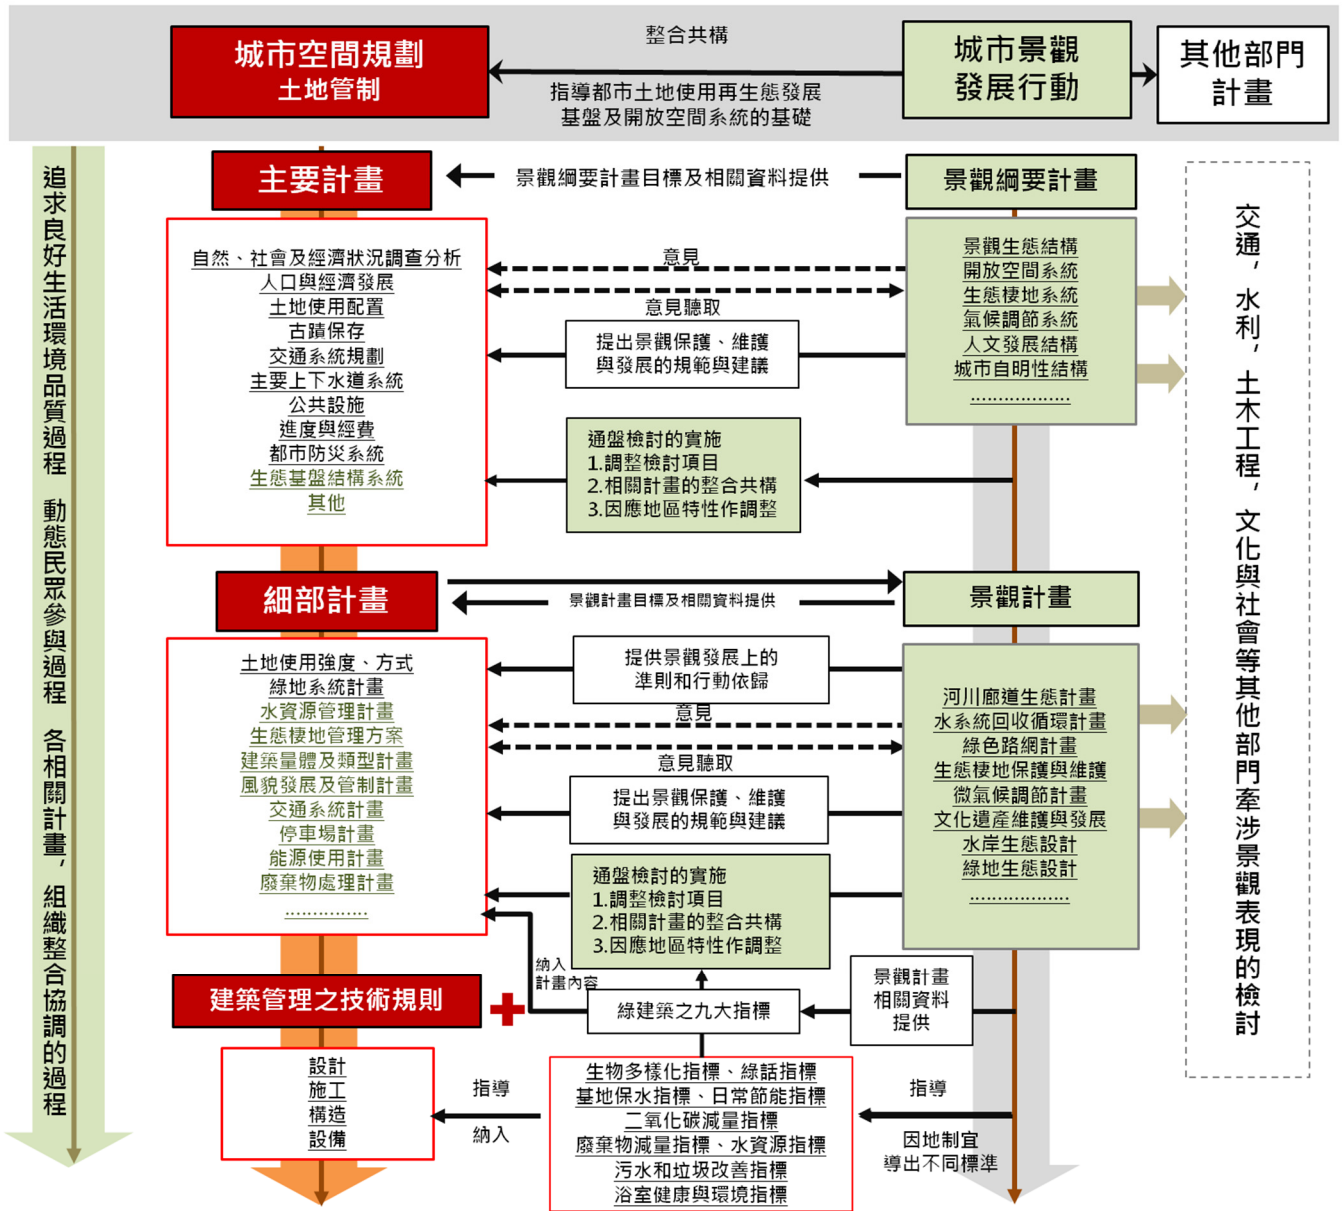 城市空間規劃
土地管制
整合共構
指導都市土地使用再生態發展
基盤及開放空間系統的基礎
城市景觀
發展行動
其他部門
計畫
追求良好生活環境品質過程　動態民眾參與過程　各相關計畫，組織整合協調的過程
主要計畫
景觀綱要計畫目標及相關資料提供
景觀綱要計畫
自然、社會及經濟狀況調查分析
人口與經濟發展
土地使用配置
古蹟保存
交通系統規劃
主要上下水道系統
公共設施
進度與經費
都市防災系統
生態基盤結構系統
其他
意見
意見聽取
提出景觀保護、維護
與發展的規範與建議
通盤檢討的實施
1.調整檢討項目
2.相關計畫的整合共構
3.因應地區特性作調整
景觀生態結構
開放空間系統
生態棲地系統
氣候調節系統
人文發展結構
城市自明性結構
………………
交通，水利，土木工程，文化與社會等其他部門牽涉景觀表現的檢討
細部計畫
景觀計畫目標及相關資料提供
景觀計畫
土地使用強度、方式
綠地系統計畫
水資源管理計畫
生態棲地管理方案
建築量體及類型計畫
風貌發展及管制計畫
交通系統計畫
停車場計畫
能源使用計畫
廢棄物處理計畫
……………
提供景觀發展上的
準則和行動依歸
意見
意見聽取
提出景觀保護、維護
與發展的規範與建議
通盤檢討的實施
1.調整檢討項目
2.相關計畫的整合共構
3.因應地區特性作調整
河川廊道生態計畫
水系統回收循環計畫
綠色路網計畫
生態棲地保護與維護
微氣候調節計畫
文化遺產維護與發展
水岸生態設計
綠地生態設計
………………
納入
計畫內容
建築管理之技術規則
綠建築之九大指標
景觀計畫
相關資料
提供
設計
施工
構造
設備
指導
納入
生物多樣化指標、綠話指標
基地保水指標、日常節能指標
二氧化碳減量指標
廢棄物減量指標、水資源指標
污水和垃圾改善指標
浴室健康與環境指標
指導
因地制宜
導出不同標準